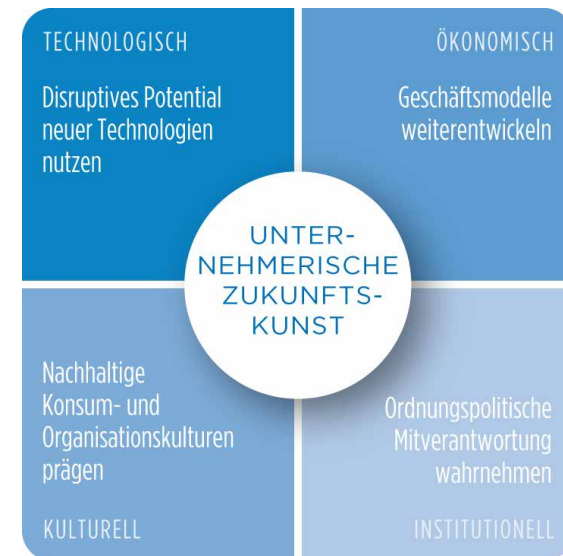 TECHNOLOGISCH
Disruptives Potential
neuer Technologien
nutzen
ÖKONOMISCH
Geschäftsmodelle
weiterentwickeln
UNTER-
NEHMERISCHE
ZUKUNFTS-
KUNST
Nachhaltige
Konsum- und
Organisationskulturen
prägen
KULTURELL
Ordnungspolitische
Mitverantwortung
wahrnehmen
INSTITUTIONELL